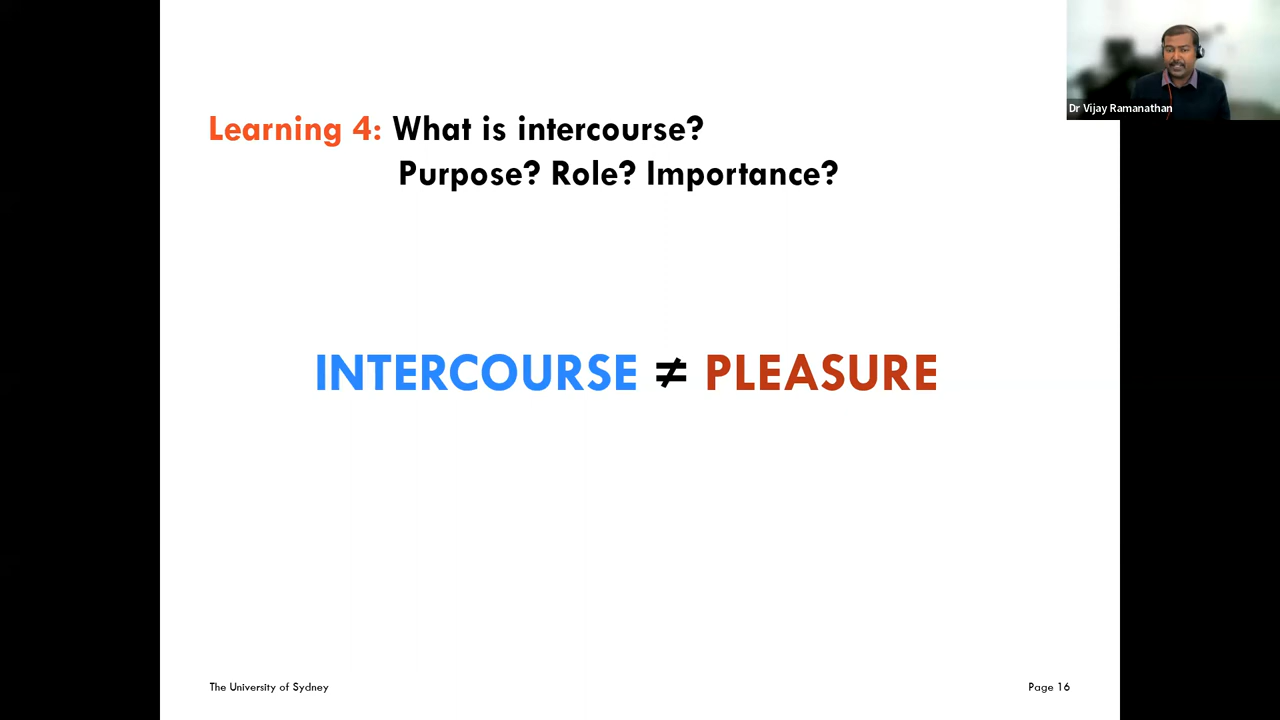 Dr Vijay Ramanathan
Learning 4: What is intercourse?
Purpose? Role? Importance?
INTERCOURSE ≠ PLEASURE
The University of Sydney
Page 16